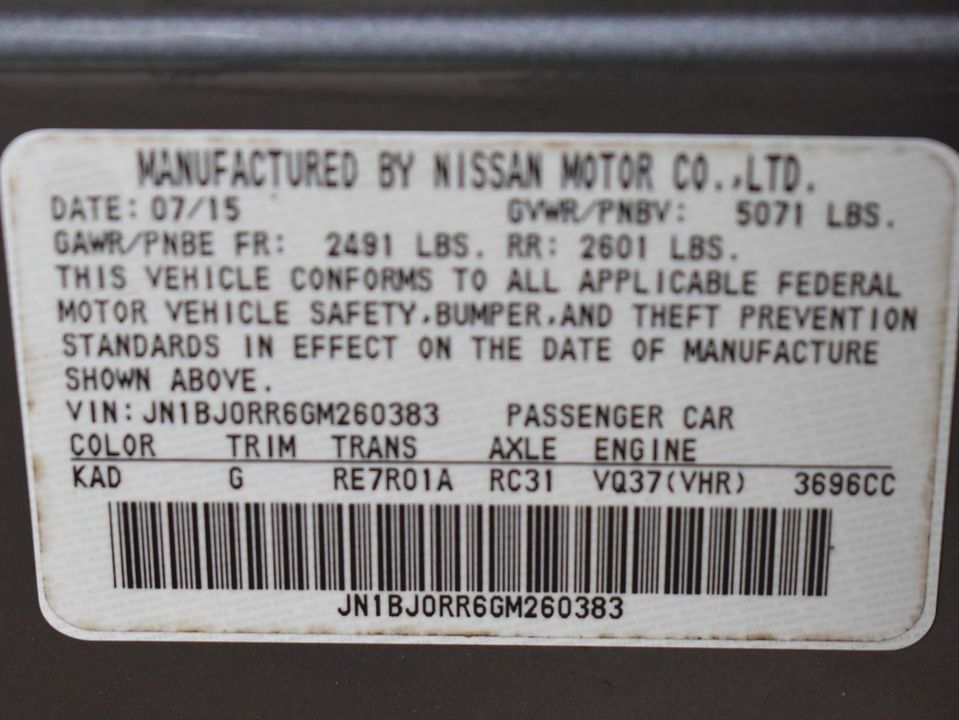 MANUFACTURED BY NISSAN MOTOR CO.,LTD.
DATE: 07/15 GVWR/PNBV: 5071 LBS.
GAWR/PNBE FR: 2491 LBS. RR: 2601 LBS.
THIS VEHICLE CONFORMS TO ALL APPLICABLE FEDERAL
MOTOR VEHICLE SAFETY,BUMPER,AND THEFT PREVENTION
STANDARDS IN EFFECT ON THE DATE OF MANUFACTURE
SHOWN ABOVE.
VIN: JN1BJ0RR6GM260383 PASSENGER CAR
COLOR TRIM TRANS AXLE ENGINE
KAD G RE7R01A RC31 VQ37(VHR) 3696CC
JN1BJ0RR6GM260383